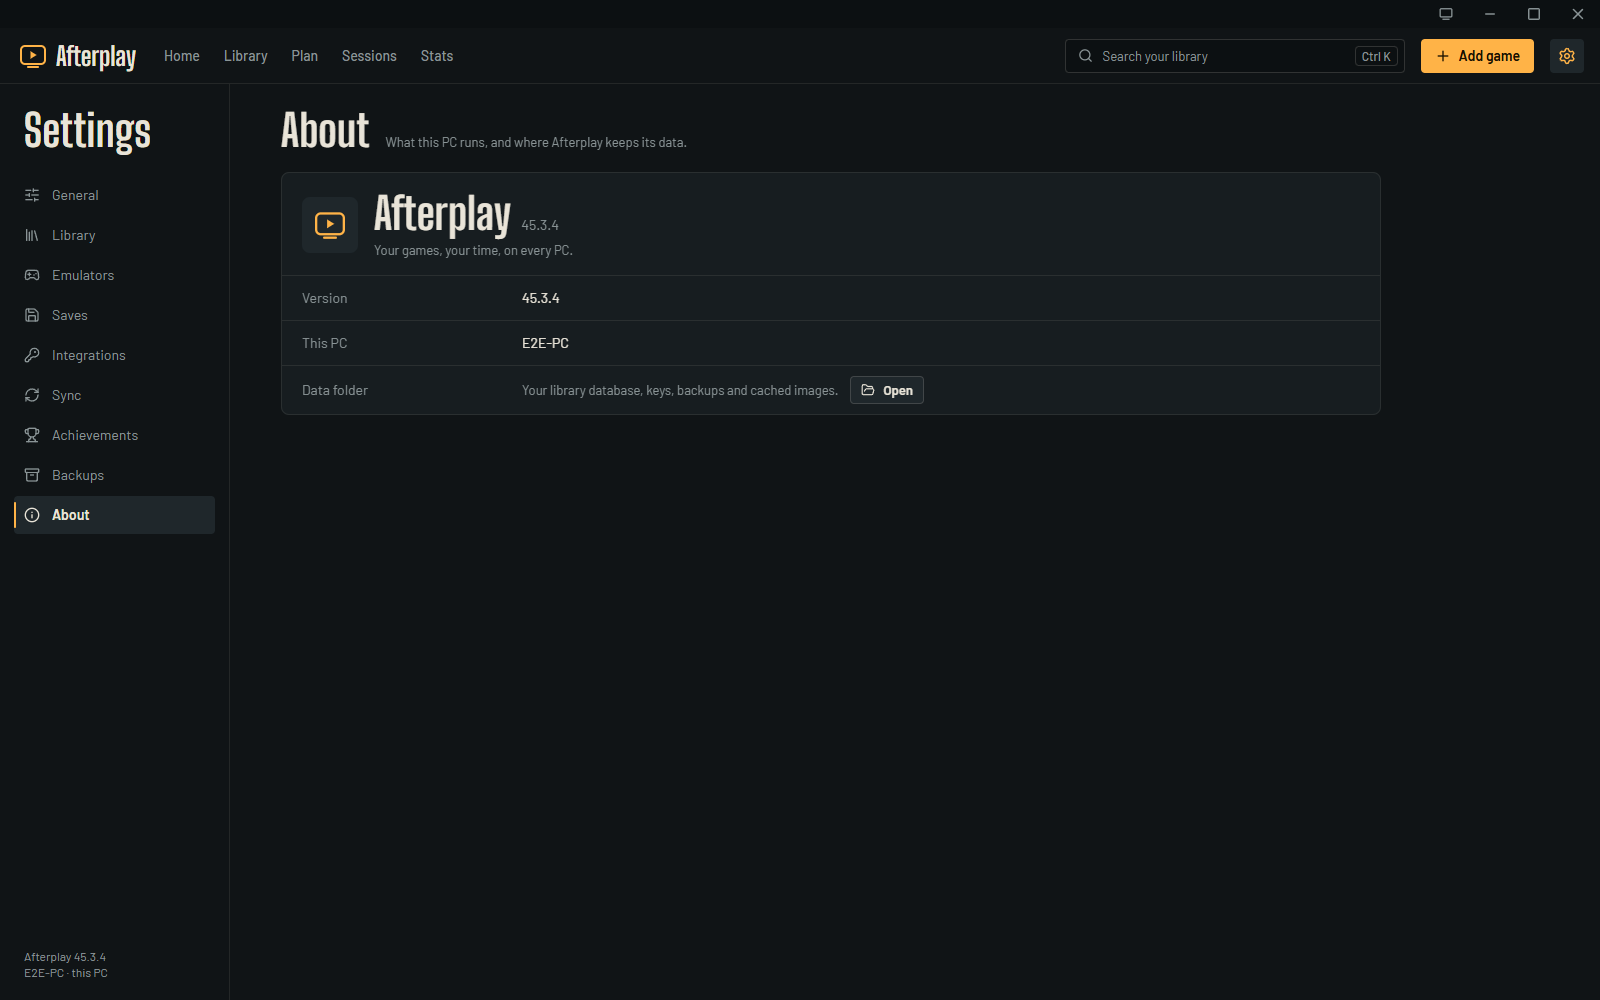 Afterplay
Home
Library
Plan
Sessions
Stats
Search your library
Ctrl K
Add game
Settings
General
Library
Emulators
Saves
Integrations
Sync
Achievements
Backups
About
Afterplay 45.3.4
E2E-PC · this PC
About
What this PC runs, and where Afterplay keeps its data.
Afterplay 45.3.4
Your games, your time, on every PC.
Version 45.3.4
This PC E2E-PC
Data folder Your library database, keys, backups and cached images. Open